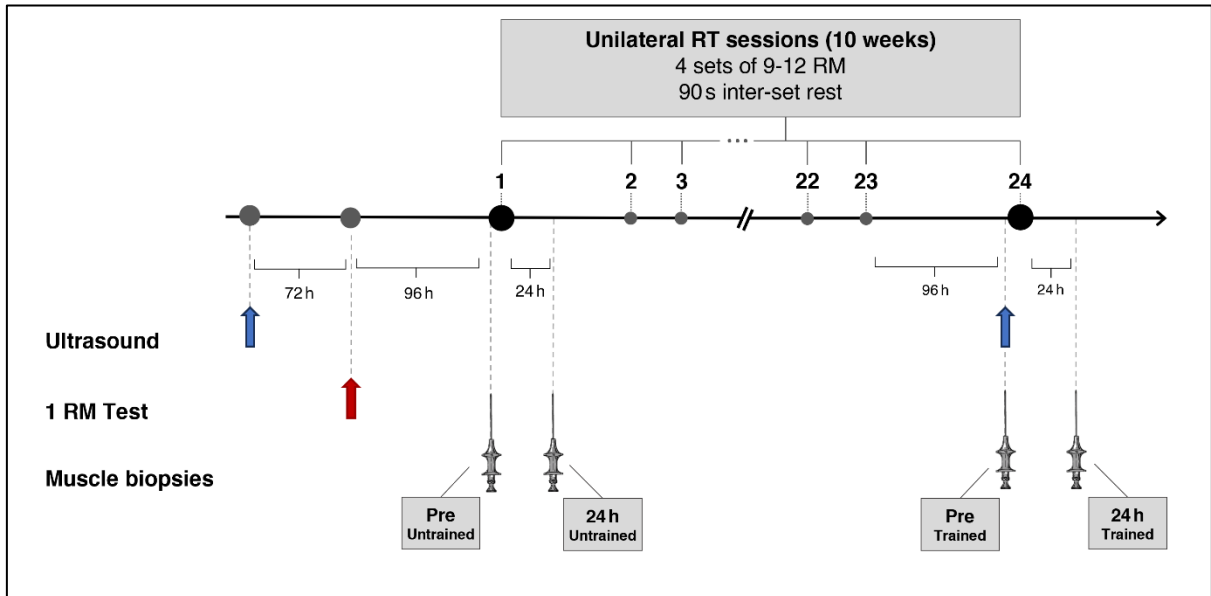 Unilateral RT sessions (10 weeks)
4 sets of 9-12 RM
90 s inter-set rest
...
1
2
3
22
23
24
72 h
96 h
24 h
96 h
24 h
Ultrasound
1 RM Test
Muscle biopsies
Pre
Untrained
24 h
Untrained
Pre
Trained
24 h
Trained